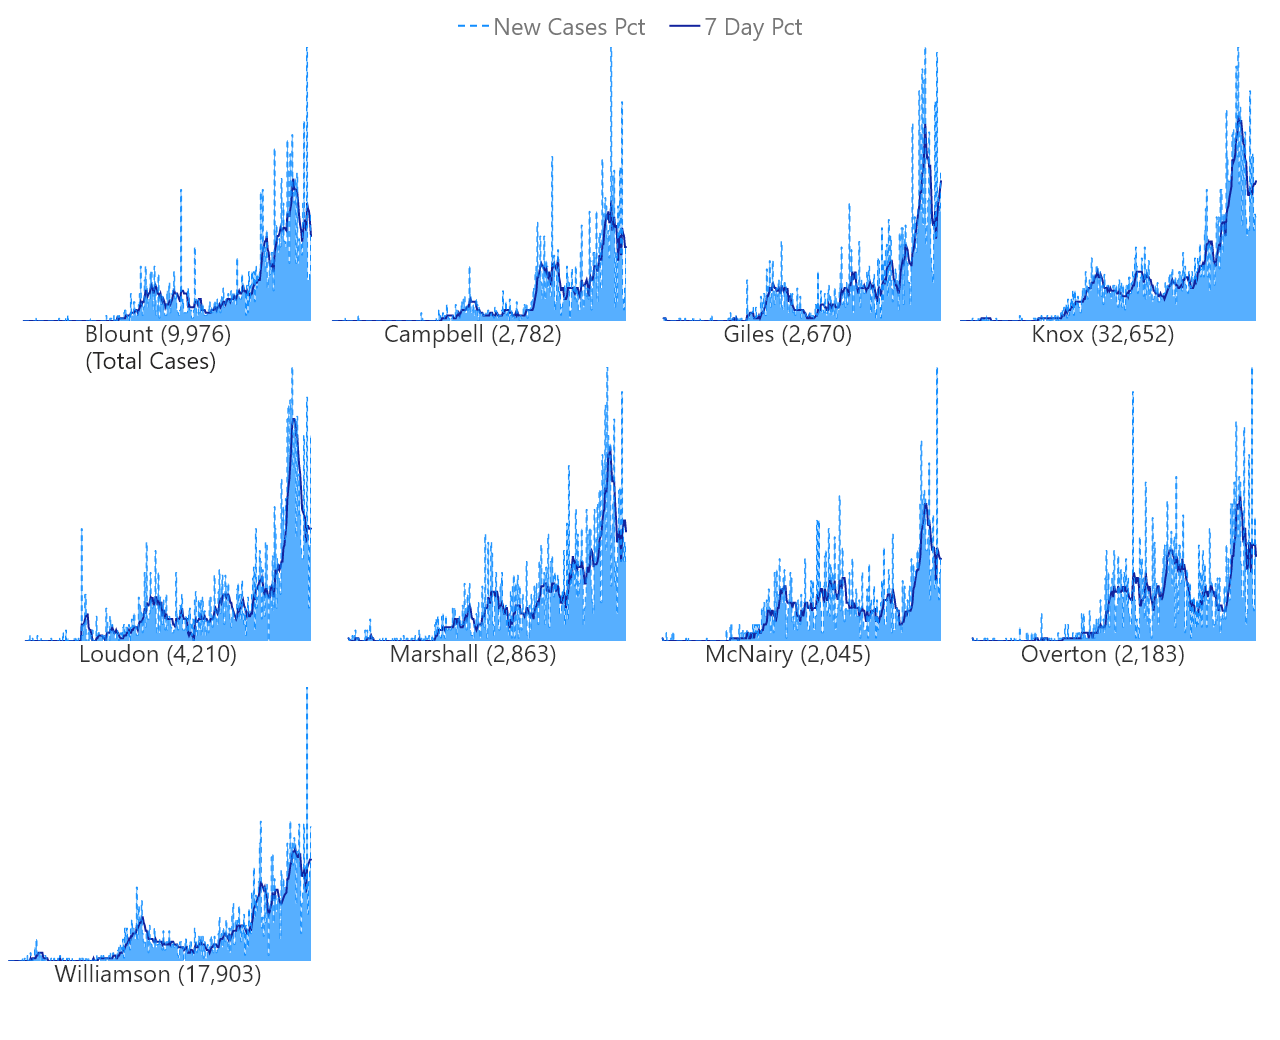 New Cases Pct 7 Day Pct
Blount (9,976) Campbell (2,782) Giles (2,670) Knox (32,652)
(Total Cases)
Loudon (4,210) Marshall (2,863) McNairy (2,045) Overton (2,183)
Williamson (17,903)